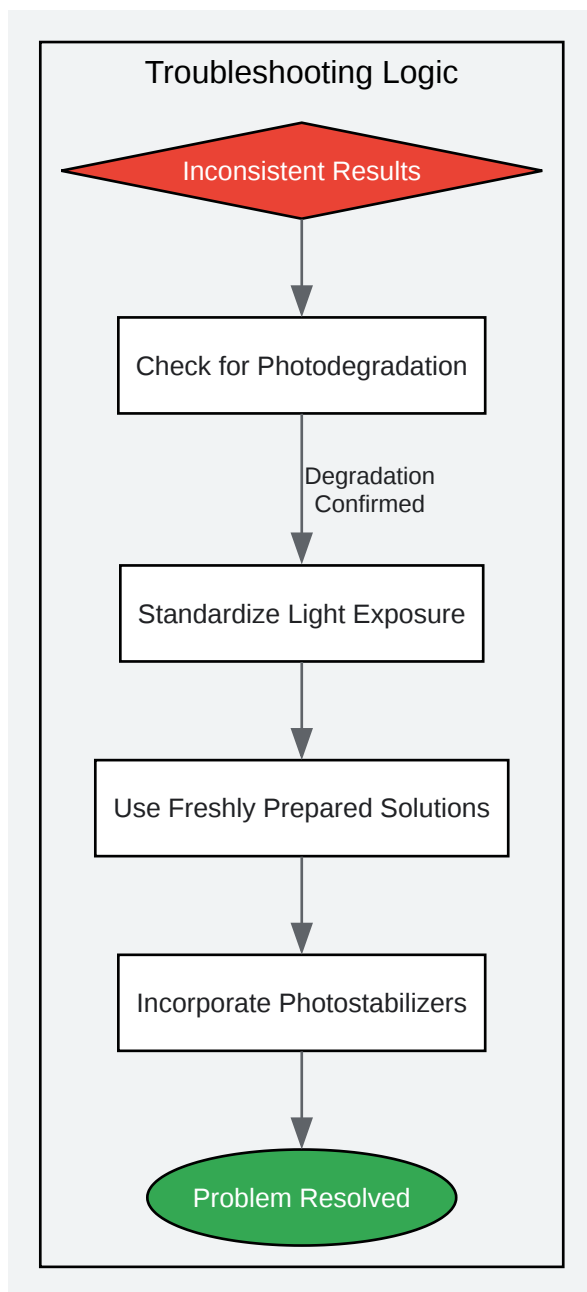 Troubleshooting Logic
Inconsistent Results
Check for Photodegradation
Degradation
Confirmed
Standardize Light Exposure
Use Freshly Prepared Solutions
Incorporate Photostabilizers
Problem Resolved